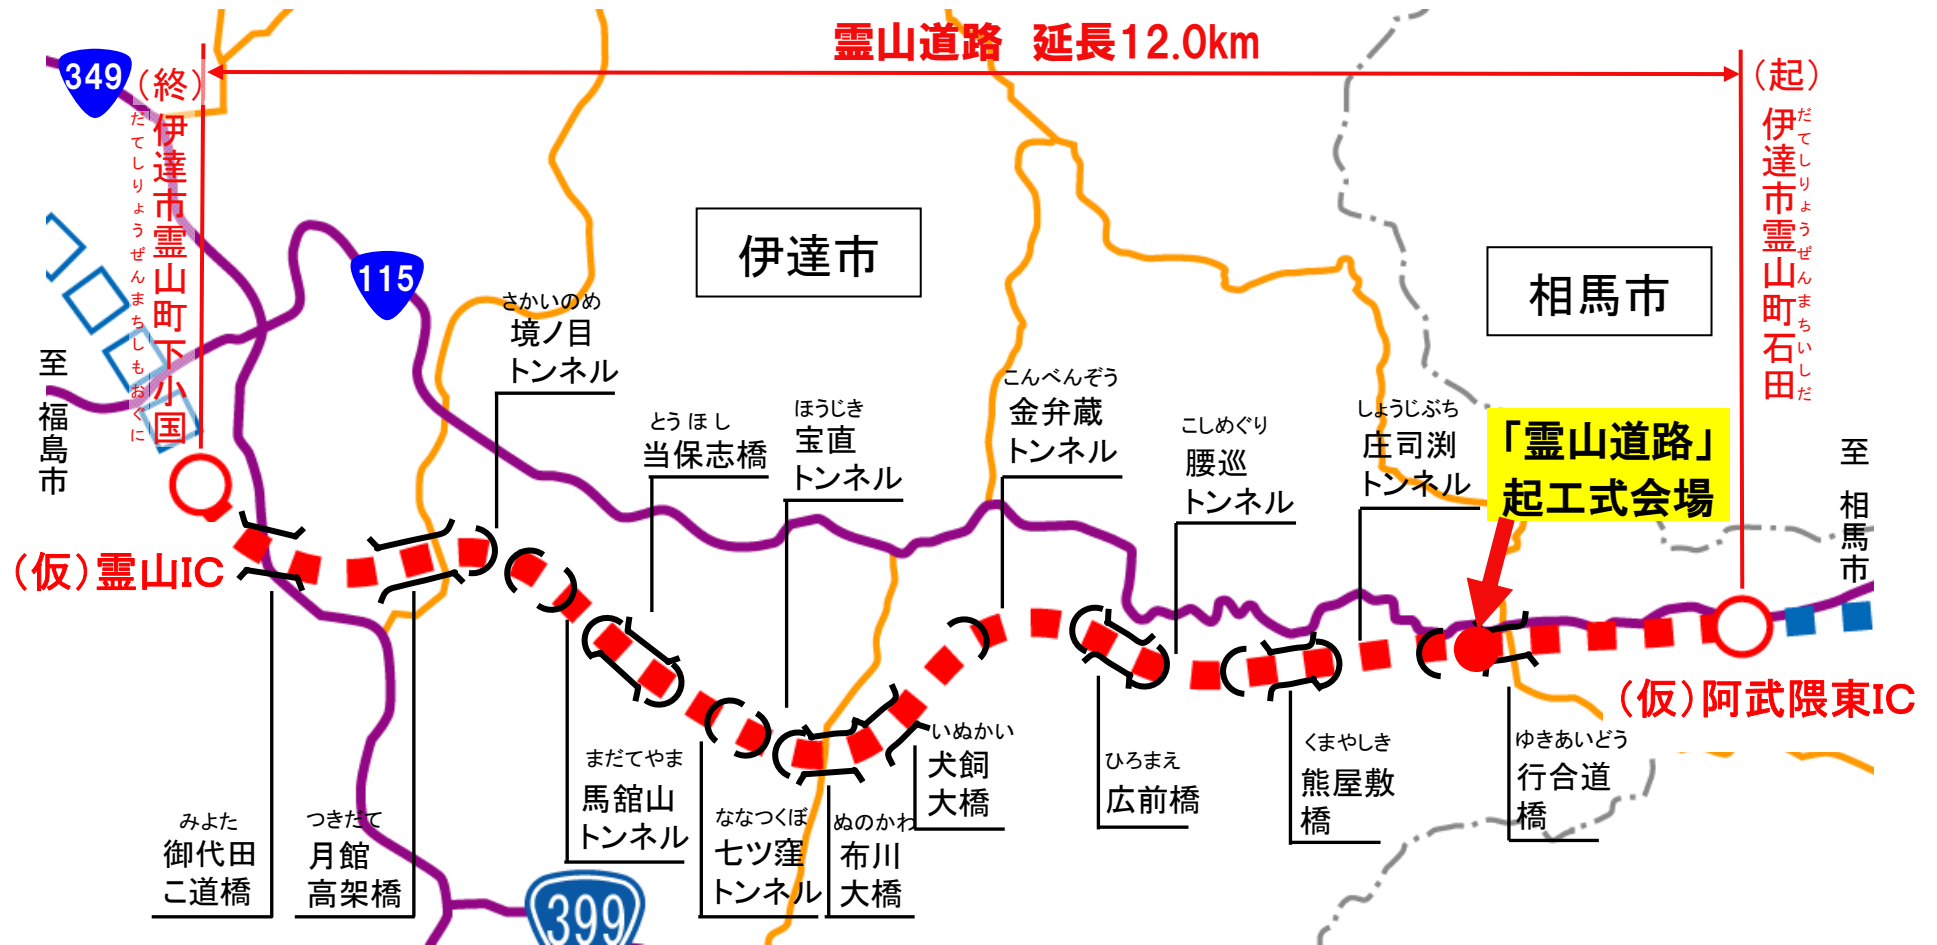 霊山道路　延長12.0km
349
(終)
だてしりょうぜんまちしもおぐに
伊達市霊山町下小国
(起)
だてしりょうぜんまちいしだ
伊達市霊山町石田
伊達市
相馬市
115
至 福島市
至 相馬市
さかいのめ
境ノ目
トンネル
とうほし
当保志橋
ほうじき
宝直
トンネル
こんべんぞう
金弁蔵
トンネル
こしめぐり
腰巡
トンネル
しょうじぶち
庄司渕
トンネル
「霊山道路」
起工式会場
(仮)霊山IC
(仮)阿武隈東IC
みよた
御代田
こ道橋
つきだて
月館
高架橋
まだてやま
馬舘山
トンネル
ななつくぼ
七ツ窪
トンネル
ぬのかわ
布川
大橋
いぬかい
犬飼
大橋
ひろまえ
広前橋
くまやしき
熊屋敷
橋
ゆきあいどう
行合道
橋
399